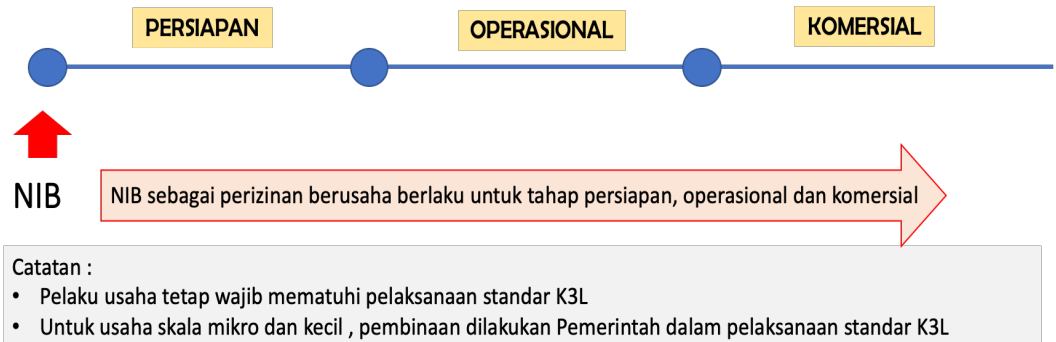 PERSIAPAN
OPERASIONAL
KOMERSIAL
NIB
NIB sebagai perizinan berusaha berlaku untuk tahap persiapan, operasional dan komersial
Catatan :
• Pelaku usaha tetap wajib mematuhi pelaksanaan standar K3L
• Untuk usaha skala mikro dan kecil , pembinaan dilakukan Pemerintah dalam pelaksanaan standar K3L